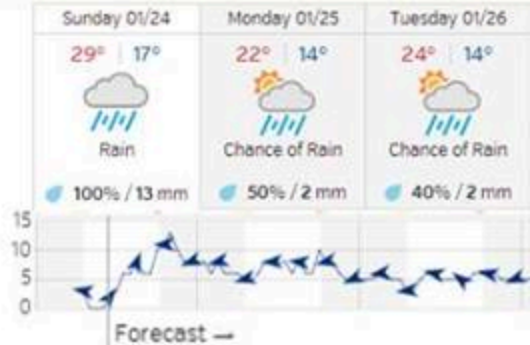 Sunday 01/24 Monday 01/25 Tuesday 01/26
29° 17° 22° 14° 24° 14°
Rain Chance of Rain Chance of Rain
100% / 13 mm 50% / 2 mm 40% / 2 mm
15
10
5
0
Forecast →